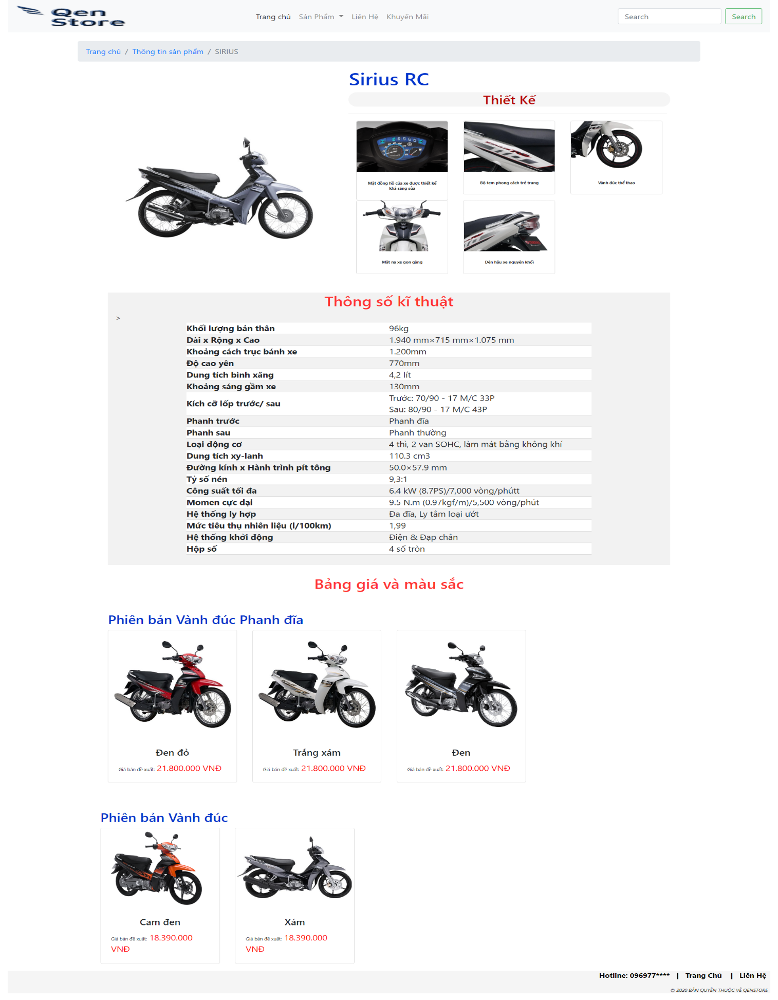 Qen
Store
Trang chủ
Sản Phẩm
Liên Hệ
Khuyến Mãi
Search
Search
Trang chủ / Thông tin sản phẩm / SIRIUS
Sirius RC
Thiết Kế
Mặt đồng hồ của xe được thiết kế
khá sáng sủa
Bộ tem phong cách trẻ trung
Vành đúc thể thao
Mặt nạ xe gọn gàng
Đèn hậu xe nguyên khối
Thông số kĩ thuật
>
Khối lượng bản thân 96kg
Dài x Rộng x Cao 1.940 mm×715 mm×1.075 mm
Khoảng cách trục bánh xe 1.200mm
Độ cao yên 770mm
Dung tích bình xăng 4,2 lít
Khoảng sáng gầm xe 130mm
Kích cỡ lốp trước/ sau Trước: 70/90 - 17 M/C 33P
Sau: 80/90 - 17 M/C 43P
Phanh trước Phanh đĩa
Phanh sau Phanh thường
Loại động cơ 4 thì, 2 van SOHC, làm mát bằng không khí
Dung tích xy-lanh 110.3 cm3
Đường kính x Hành trình pít tông 50.0×57.9 mm
Tỷ số nén 9,3:1
Công suất tối đa 6.4 kW (8.7PS)/7,000 vòng/phútt
Momen cực đại 9.5 N.m (0.97kgf/m)/5,500 vòng/phút
Hệ thống ly hợp Đa đĩa, Ly tâm loại ướt
Mức tiêu thụ nhiên liệu (l/100km) 1,99
Hệ thống khởi động Điện & Đạp chân
Hộp số 4 số tròn
Bảng giá và màu sắc
Phiên bản Vành đúc Phanh đĩa
Đen đỏ
Giá bán đề xuất: 21.800.000 VNĐ
Trắng xám
Giá bán đề xuất: 21.800.000 VNĐ
Đen
Giá bán đề xuất: 21.800.000 VNĐ
Phiên bản Vành đúc
Cam đen
Giá bán đề xuất: 18.390.000
VNĐ
Xám
Giá bán đề xuất: 18.390.000
VNĐ
Hotline: 096977**** | Trang Chủ | Liên Hệ
© 2020 BẢN QUYỀN THUỘC VỀ QENSTORE